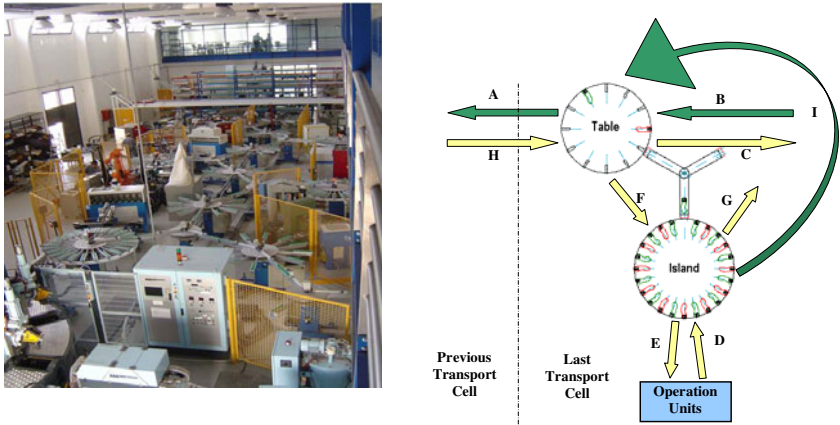 A
B
I
Table
H
C
F
G
Island
E
D
Previous
Transport
Cell
Last
Transport
Cell
Operation
Units